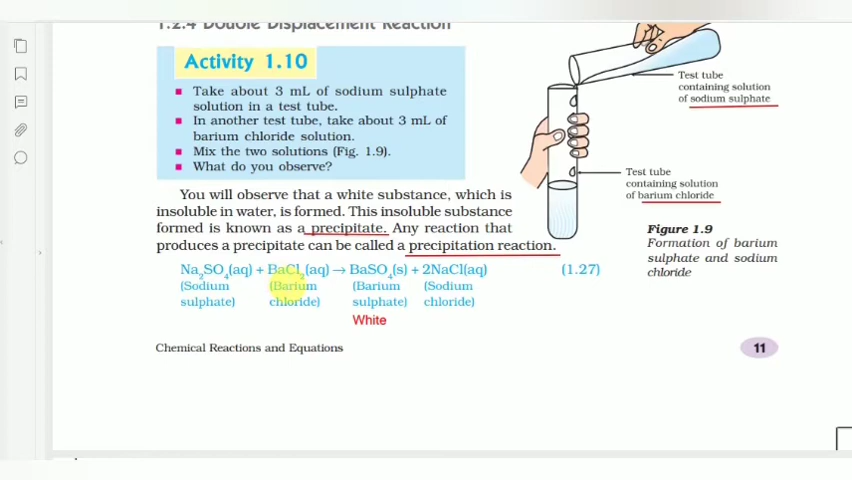 1.2.4 Double Displacement Reaction
Activity 1.10
Take about 3 mL of sodium sulphate
solution in a test tube.
In another test tube, take about 3 mL of
barium chloride solution.
Mix the two solutions (Fig. 1.9).
What do you observe?
Test tube
containing solution
of sodium sulphate
Test tube
containing solution
of barium chloride
Figure 1.9
Formation of barium
sulphate and sodium
chloride
You will observe that a white substance, which is
insoluble in water, is formed. This insoluble substance
formed is known as a precipitate. Any reaction that
produces a precipitate can be called a precipitation reaction.
Na₂SO₄(aq) + BaCl₂(aq) → BaSO₄(s) + 2NaCl(aq) (1.27)
(Sodium (Barium (Barium (Sodium
sulphate) chloride) sulphate) chloride)
White
Chemical Reactions and Equations 11